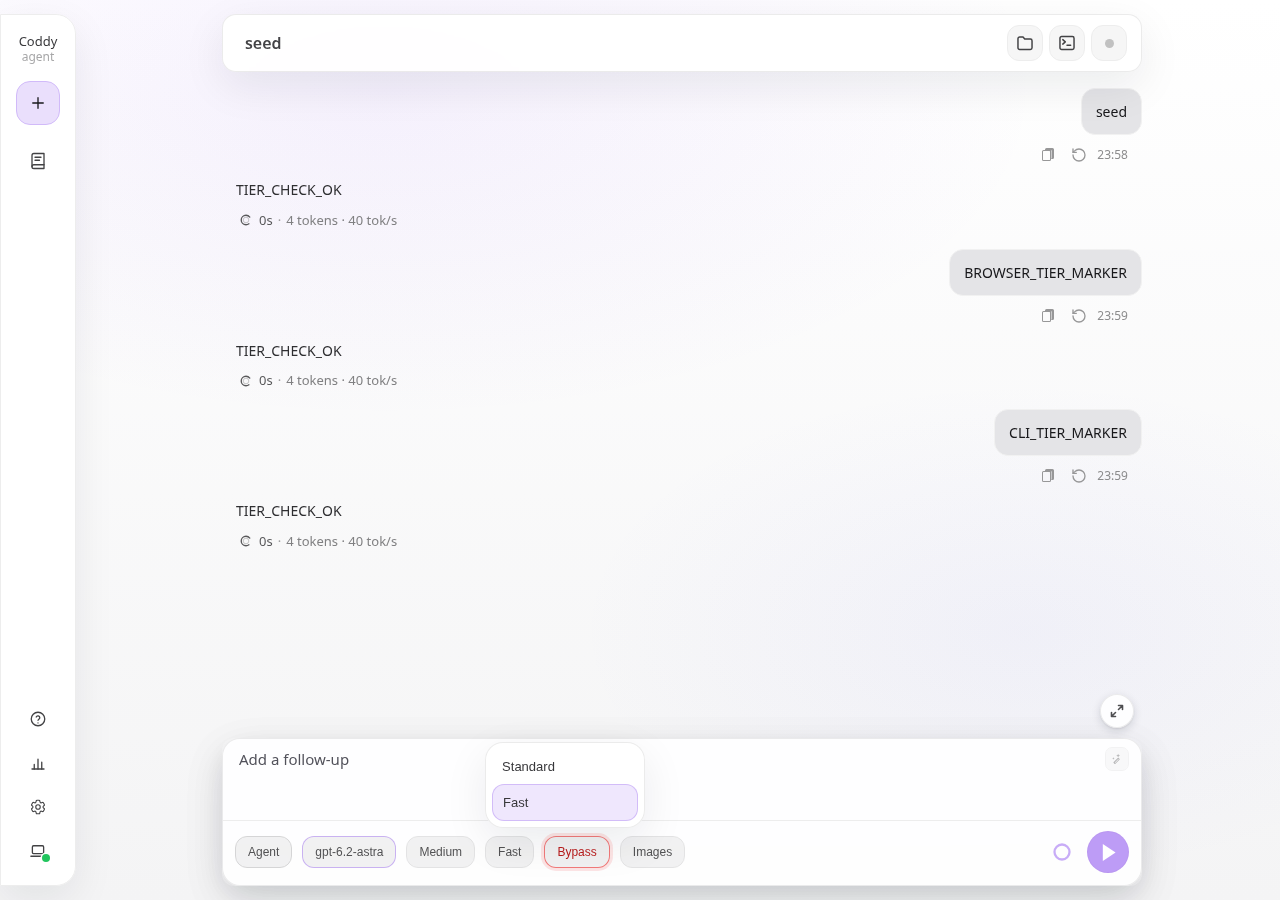 Coddy
agent
seed
seed
23:58
TIER_CHECK_OK
0s · 4 tokens · 40 tok/s
BROWSER_TIER_MARKER
23:59
TIER_CHECK_OK
0s · 4 tokens · 40 tok/s
CLI_TIER_MARKER
23:59
TIER_CHECK_OK
0s · 4 tokens · 40 tok/s
Add a follow-up
Standard
Fast
Agent gpt-6.2-astra Medium Fast Bypass Images